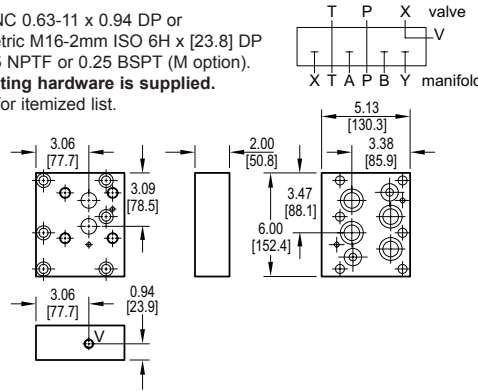 NC 0.63-11 x 0.94 DP or
etric M16-2mm ISO 6H x [23.8] DP
NPTF or 0.25 BSPT (M option).
ting hardware is supplied.
for itemized list.
T P X valve
V
X T A P B Y manifold
5.13
[130.3]
3.06
[77.7]
2.00
[50.8]
3.38
[85.9]
3.09
[78.5]
3.47
[88.1]
6.00
[152.4]
3.06
[77.7]
0.94
[23.9]
V